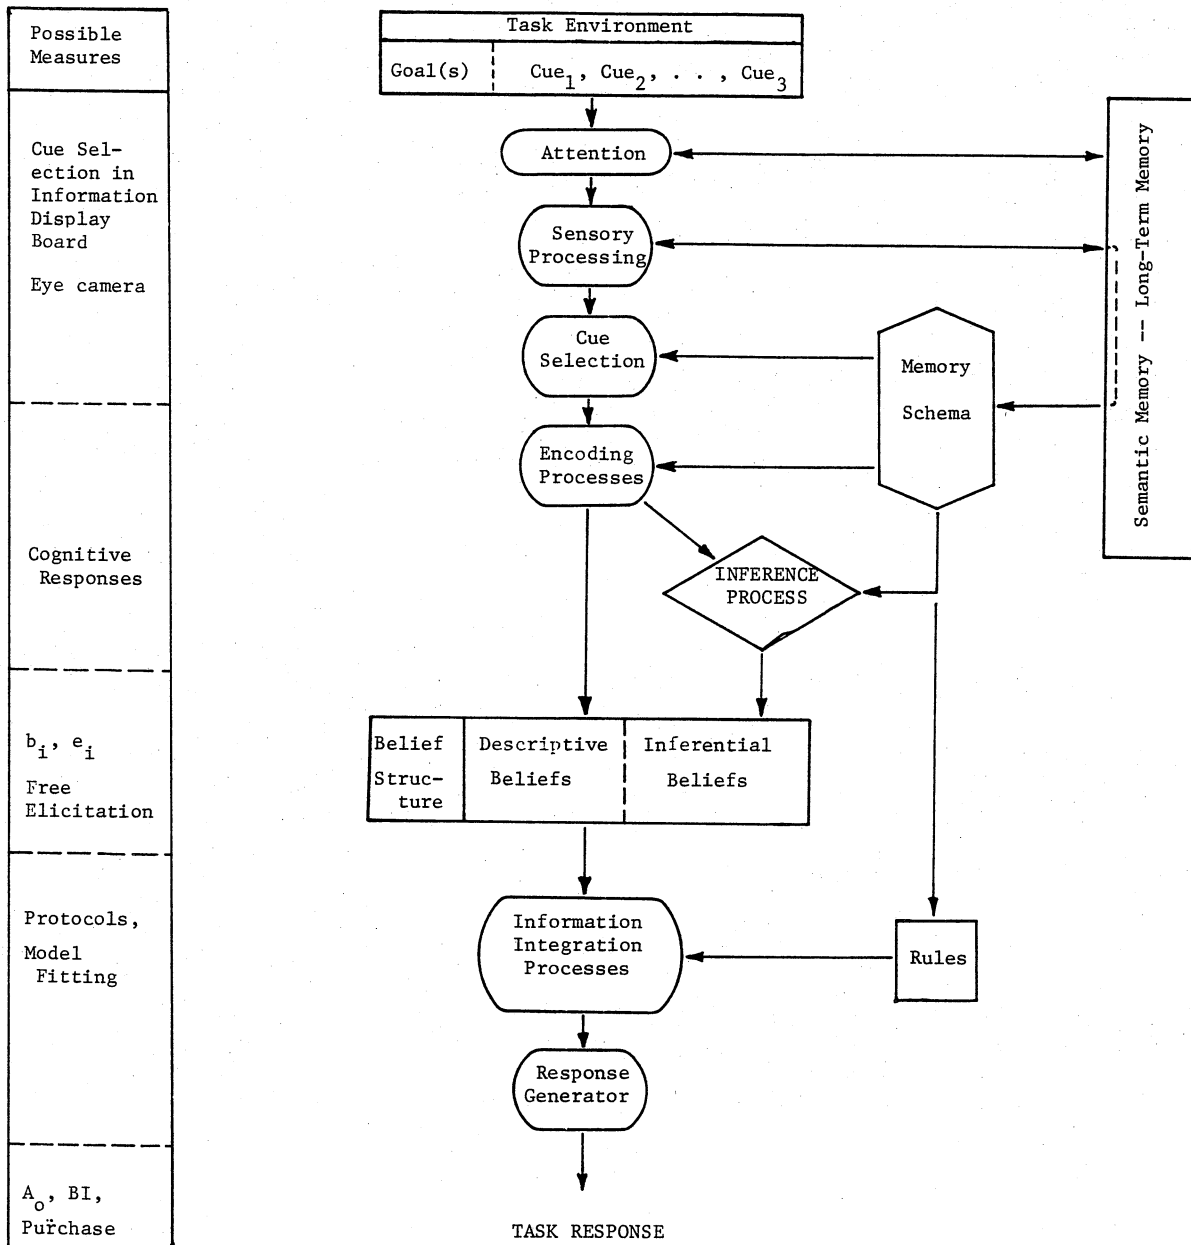 Possible
Measures
Cue Sel-
ection in
Information
Display
Board
Eye camera
Cognitive
Responses
b_i, e_i
Free
Elicitation
Protocols,
Model
Fitting
A_o, BI,
Purchase
Task Environment
Goal(s) Cue_1, Cue_2, . . . , Cue_3
Attention
Sensory
Processing
Cue
Selection
Encoding
Processes
Memory
Schema
Semantic Memory -- Long-Term Memory
INFERENCE
PROCESS
Belief
Struc-
ture
Descriptive
Beliefs
Inferential
Beliefs
Information
Integration
Processes
Rules
Response
Generator
TASK RESPONSE